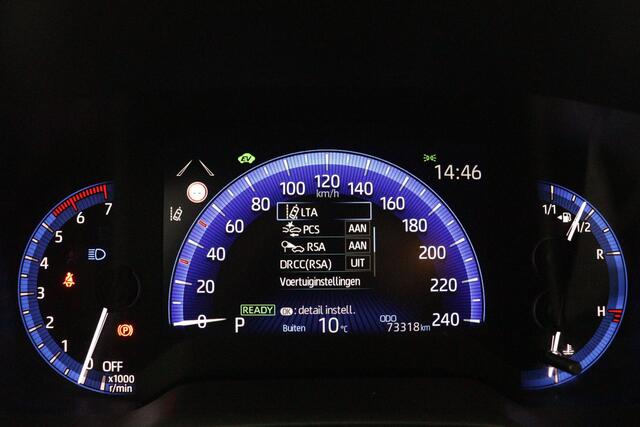 EV
14:46
120
100 140
km/h
80 160
60 180
40 200
20 220
0 240
LTA
PCS AAN
RSA AAN
DRCC(RSA) UIT
Voertuiginstellingen
READY OK : detail instell.
P Buiten 10°C
ODO
73318 km
7
6
5
4
3
2
1
0
OFF
x1000
r/min
P
1/1
1/2
R
H